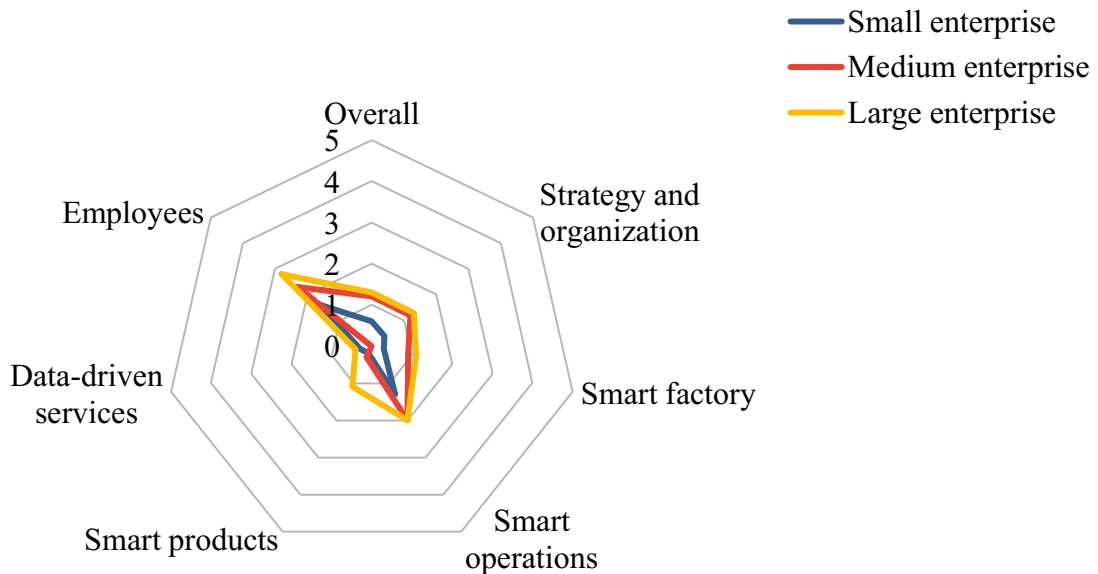 Small enterprise
Medium enterprise
Large enterprise
Overall
5
4
3
2
1
0
Strategy and
organization
Smart factory
Smart
operations
Smart products
Data-driven
services
Employees